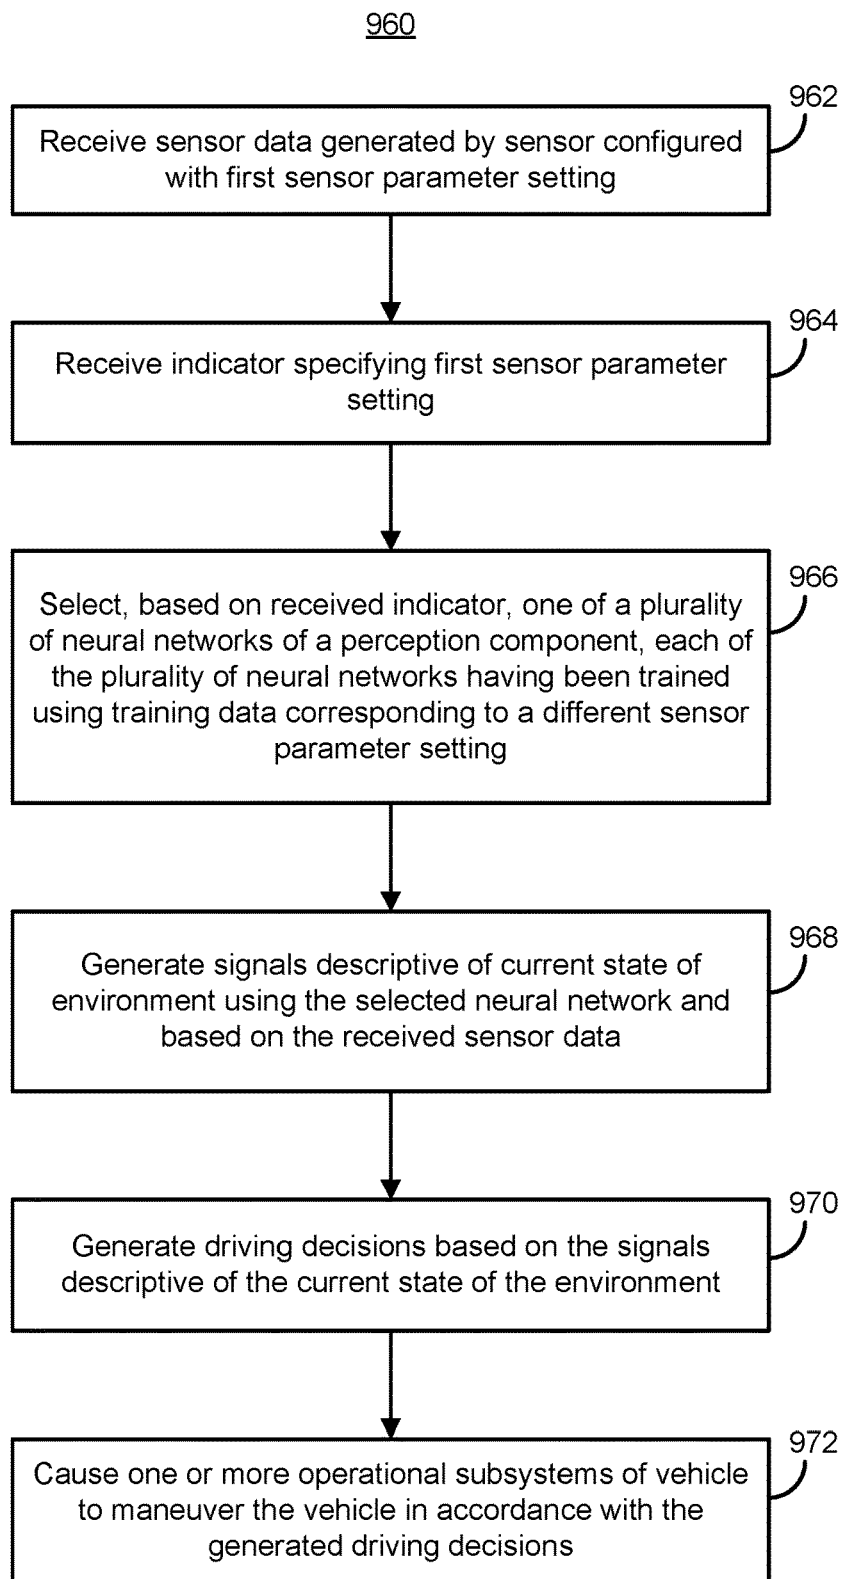 960
962
Receive sensor data generated by sensor configured
with first sensor parameter setting
964
Receive indicator specifying first sensor parameter
setting
966
Select, based on received indicator, one of a plurality
of neural networks of a perception component, each of
the plurality of neural networks having been trained
using training data corresponding to a different sensor
parameter setting
968
Generate signals descriptive of current state of
environment using the selected neural network and
based on the received sensor data
970
Generate driving decisions based on the signals
descriptive of the current state of the environment
972
Cause one or more operational subsystems of vehicle
to maneuver the vehicle in accordance with the
generated driving decisions